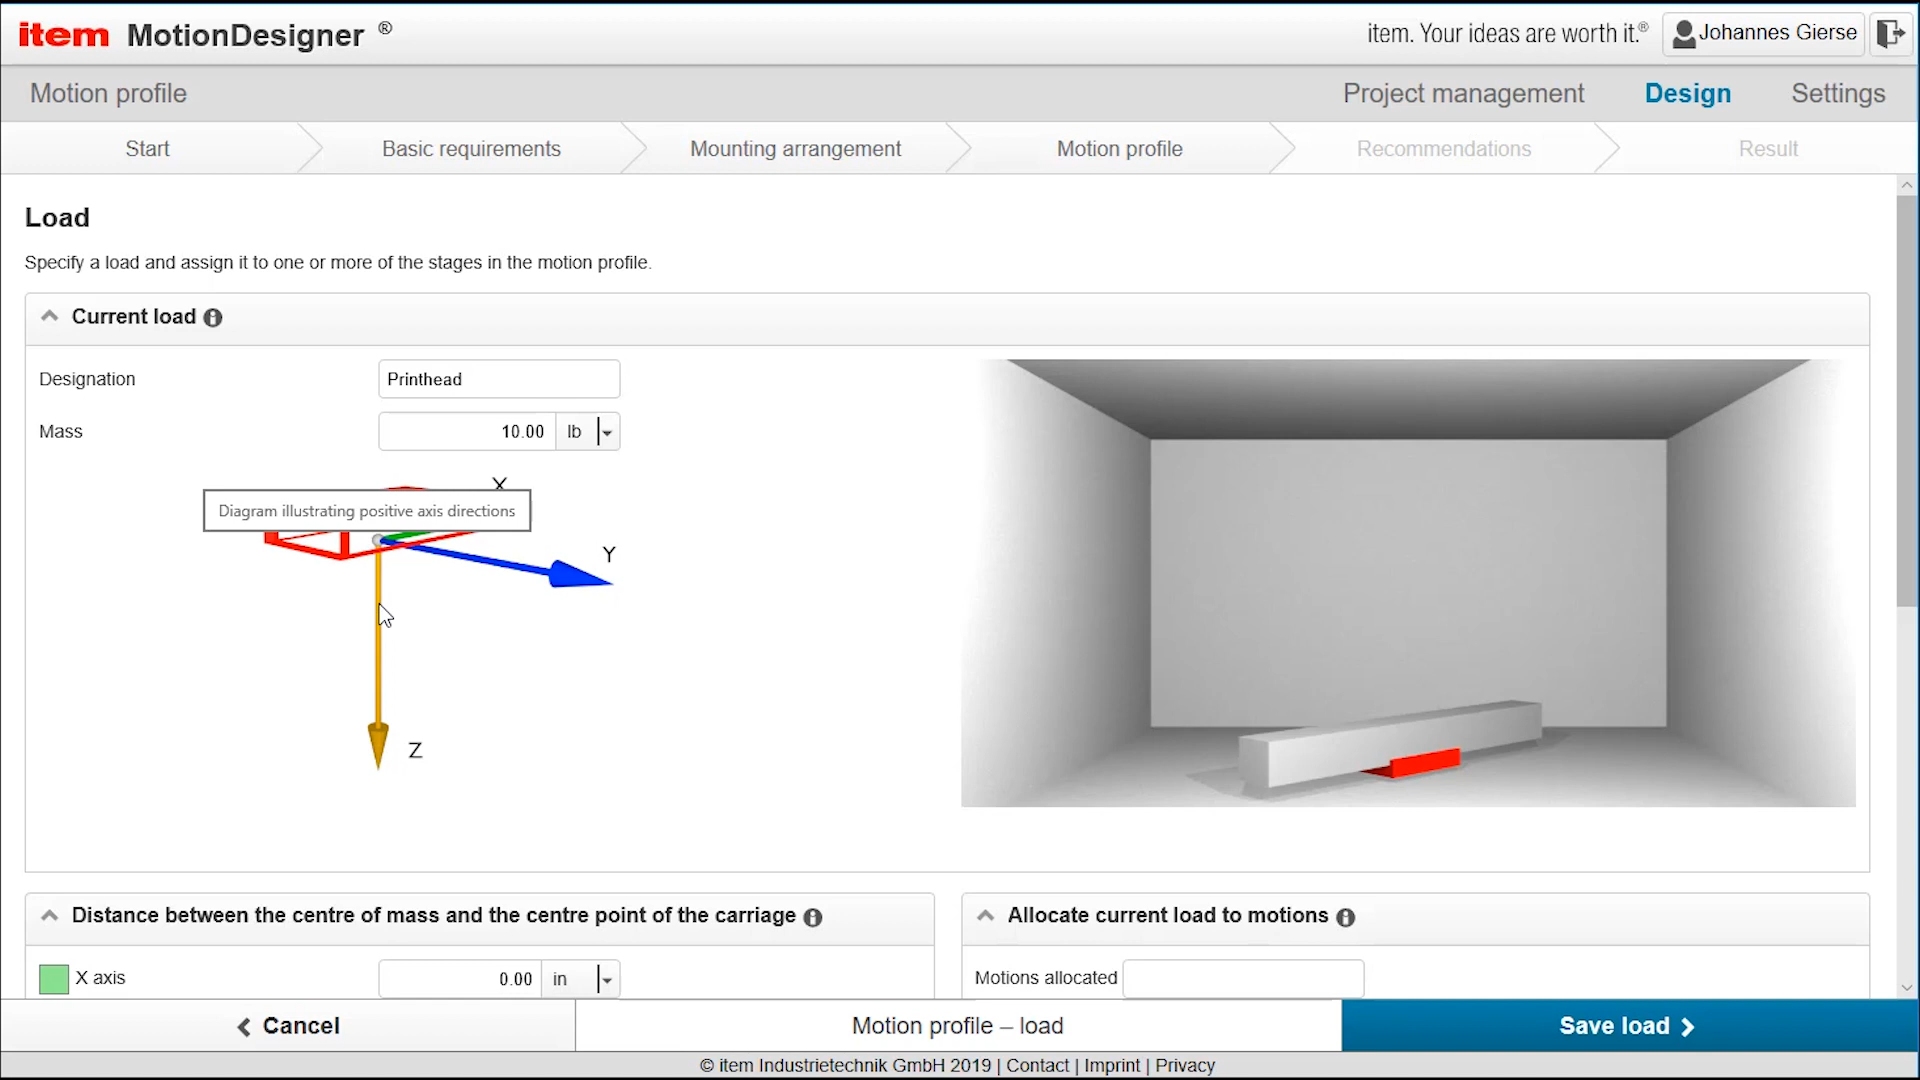 item MotionDesigner ®
item. Your ideas are worth it.®
Johannes Gierse
Motion profile
Project management
Design
Settings
Start
Basic requirements
Mounting arrangement
Motion profile
Recommendations
Result
Load
Specify a load and assign it to one or more of the stages in the motion profile.
Current load
Designation
Printhead
Mass
10.00
lb
X
Diagram illustrating positive axis directions
Y
Z
Distance between the centre of mass and the centre point of the carriage
X axis
0.00
in
Allocate current load to motions
Motions allocated
Cancel
Motion profile – load
Save load
© item Industrietechnik GmbH 2019 | Contact | Imprint | Privacy